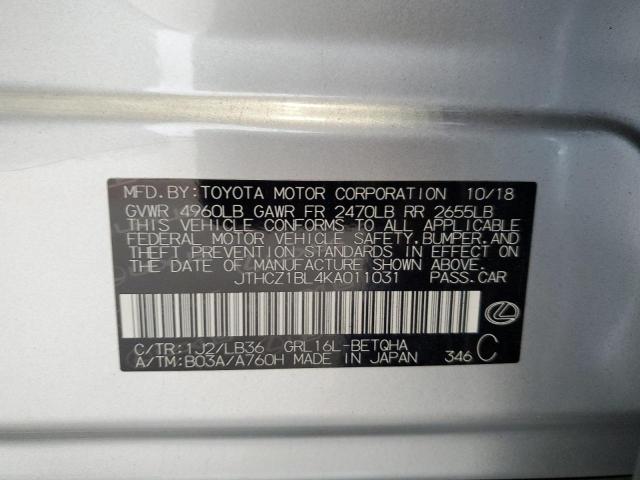 MFD.BY:TOYOTA MOTOR CORPORATION 10/18
GVWR 4960LB GAWR FR 2470LB RR 2655LB
THIS VEHICLE CONFORMS TO ALL APPLICABLE
FEDERAL MOTOR VEHICLE SAFETY,BUMPER,AND
THEFT PREVENTION STANDARDS IN EFFECT
ON THE DATE OF MANUFACTURE SHOWN ABOVE.
JTHCZ1BL4KA011031 PASS.CAR
C/TR:1J2/LB36 GRL16L-BETQHA
A/TM:B03A/A760H MADE IN JAPAN 346 C